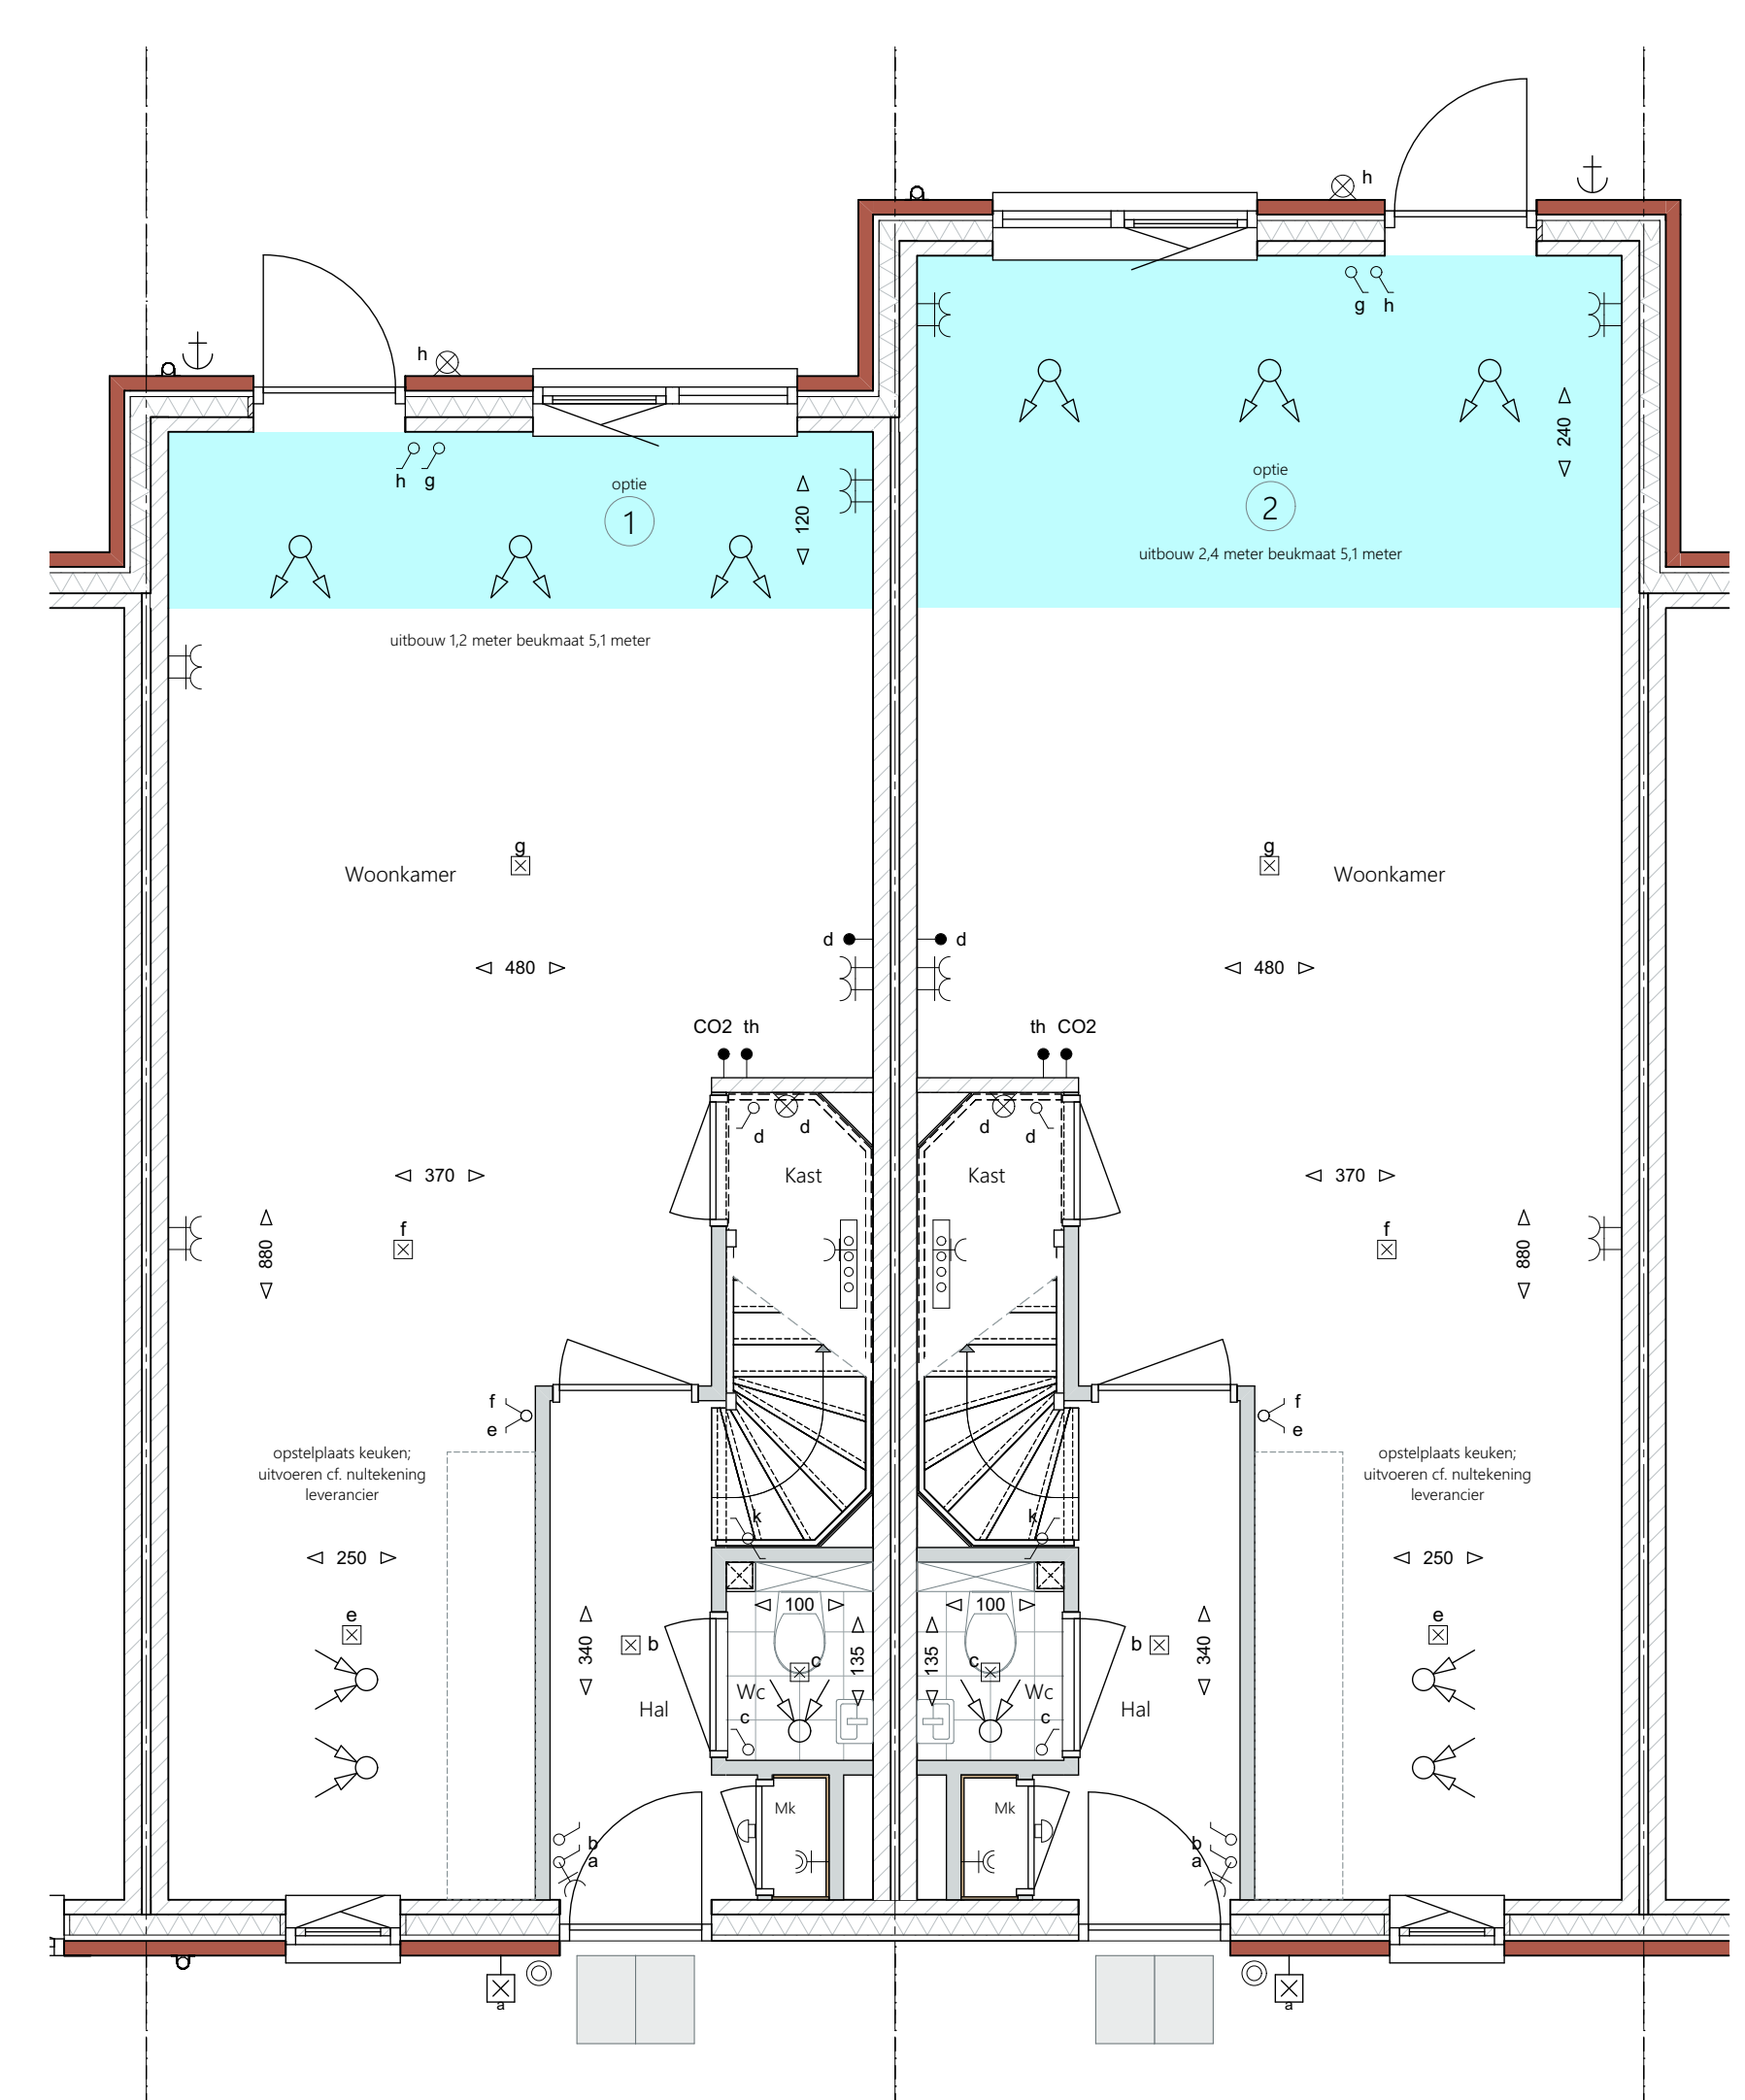 h
h
g h
h g
optie
1
120
optie
2
240
uitbouw 2,4 meter beukmaat 5,1 meter
uitbouw 1,2 meter beukmaat 5,1 meter
g
Woonkamer
g
Woonkamer
d d
480
480
CO2 th
th CO2
d d
d d
Kast
Kast
370
370
f
f
880
880
f
e
f
e
opstelplaats keuken;
uitvoeren cf. nultekening
leverancier
opstelplaats keuken;
uitvoeren cf. nultekening
leverancier
k
k
250
250
100
100
e
e
340
b
135
135
b
340
c
c
Wc
Wc
Hal
c
c
Hal
Mk
Mk
b
a
b
a
a
a